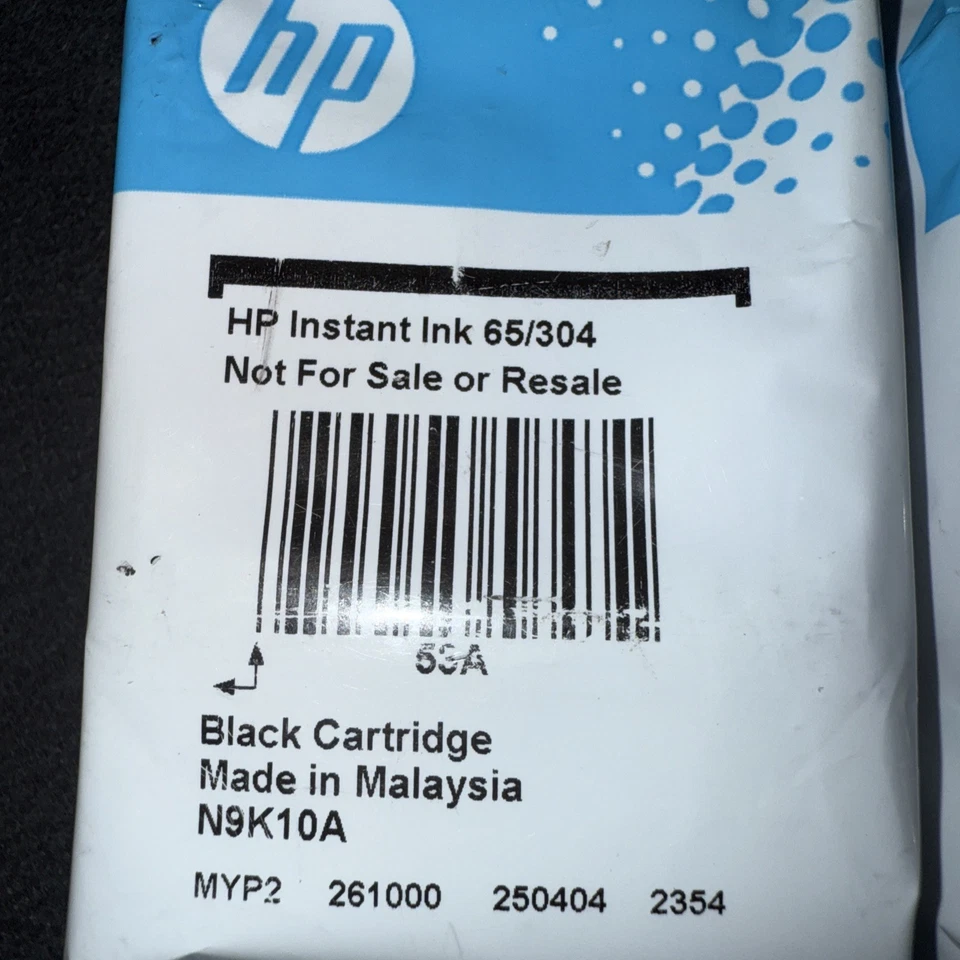 hp
HP Instant Ink 65/304
Not For Sale or Resale
Black Cartridge
Made in Malaysia
N9K10A
MYP2 261000 250404 2354